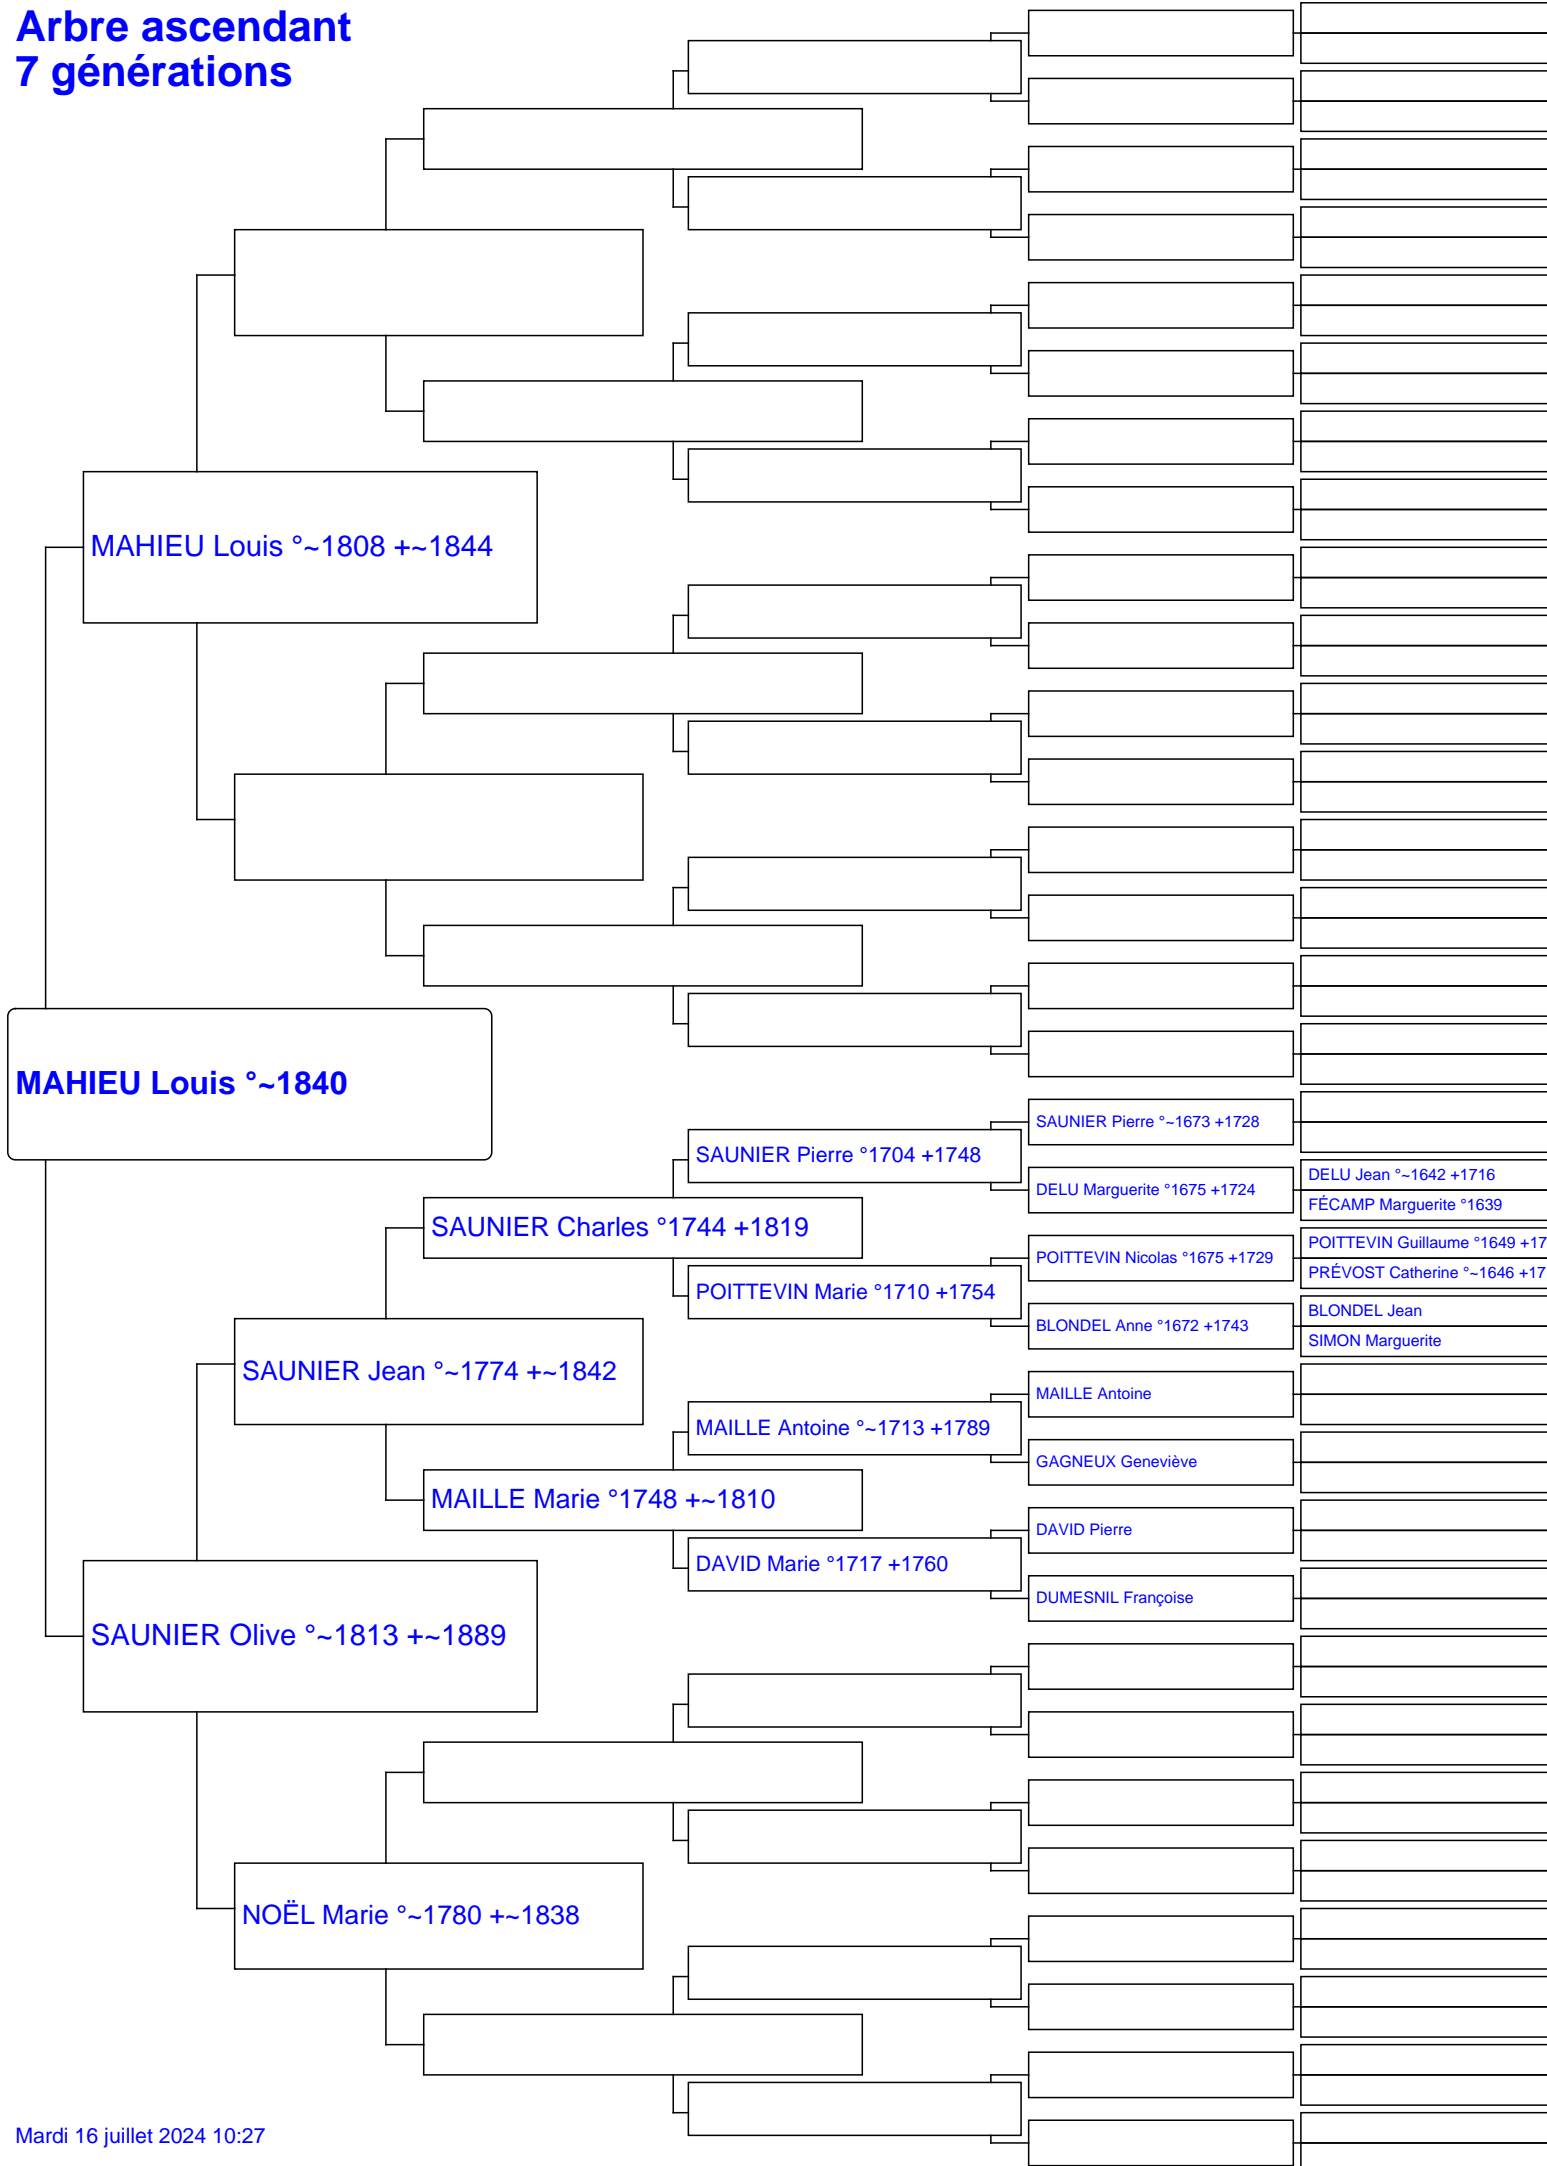 Arbre ascendant
7 générations
MAHIEU Louis °~1808 +~1844
MAHIEU Louis °~1840
SAUNIER Pierre °~1673 +1728
SAUNIER Pierre °1704 +1748
DELU Jean °~1642 +1716
DELU Marguerite °1675 +1724
FÉCAMP Marguerite °1639
SAUNIER Charles °1744 +1819
POITTEVIN Guillaume °1649 +17
POITTEVIN Nicolas °1675 +1729
PRÉVOST Catherine °~1646 +17
POITTEVIN Marie °1710 +1754
BLONDEL Jean
BLONDEL Anne °1672 +1743
SIMON Marguerite
SAUNIER Jean °~1774 +~1842
MAILLE Antoine
MAILLE Antoine °~1713 +1789
GAGNEUX Geneviève
MAILLE Marie °1748 +~1810
DAVID Pierre
DAVID Marie °1717 +1760
DUMESNIL Françoise
SAUNIER Olive °~1813 +~1889
NOËL Marie °~1780 +~1838
Mardi 16 juillet 2024 10:27